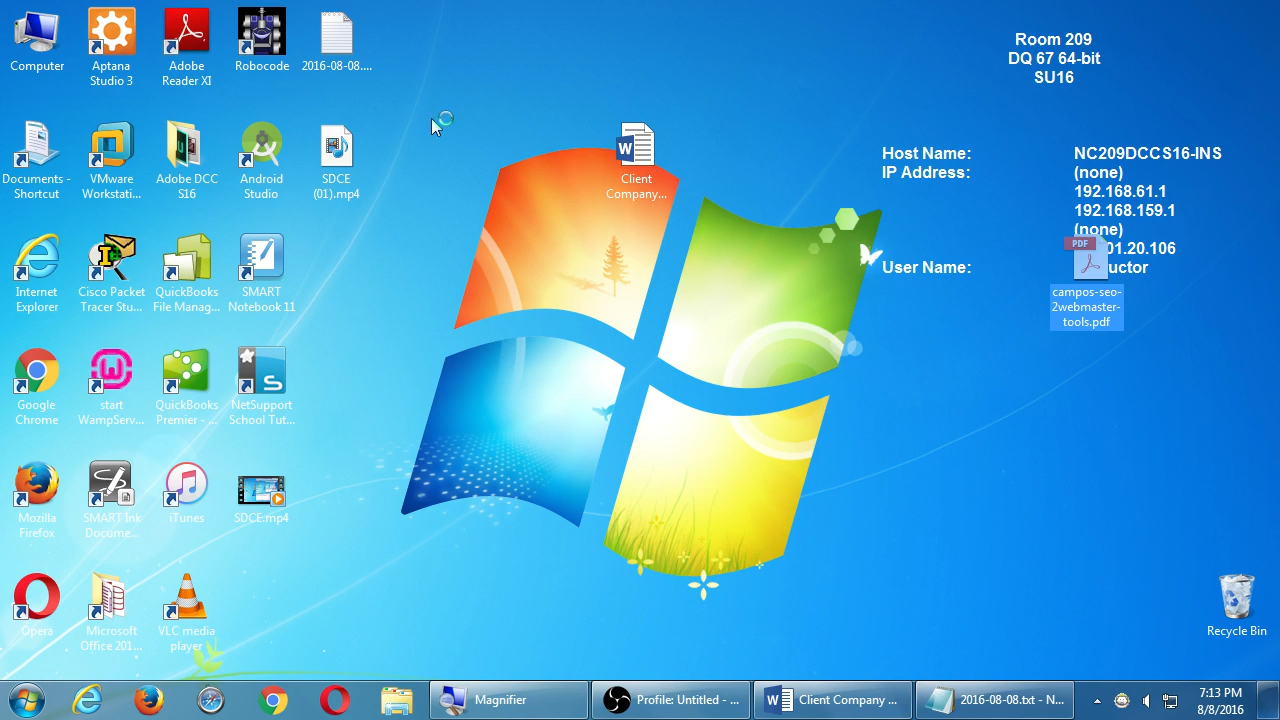 Computer
Aptana
Studio 3
Adobe
Reader XI
Robocode
2016-08-08....
Room 209
DQ 67 64-bit
SU16
Documents -
Shortcut
VMware
Workstati...
Adobe DCC
S16
Android
Studio
SDCE
(01).mp4
Client
Company...
Host Name:
NC209DCCS16-INS
IP Address:
(none)
192.168.61.1
192.168.159.1
(none)
01.20.106
User Name:
uctor
PDF
campos-seo-
2webmaster-
tools.pdf
Internet
Explorer
Cisco Packet
Tracer Stu...
QuickBooks
File Manag...
SMART
Notebook 11
Google
Chrome
start
WampServ...
QuickBooks
Premier - ...
NetSupport
School Tut...
Mozilla
Firefox
SMART Ink
Docume...
iTunes
SDCE.mp4
Opera
Microsoft
Office 201...
VLC media
player
Recycle Bin
Magnifier
Profile: Untitled - ...
Client Company ...
2016-08-08.txt - N...
7:13 PM
8/8/2016